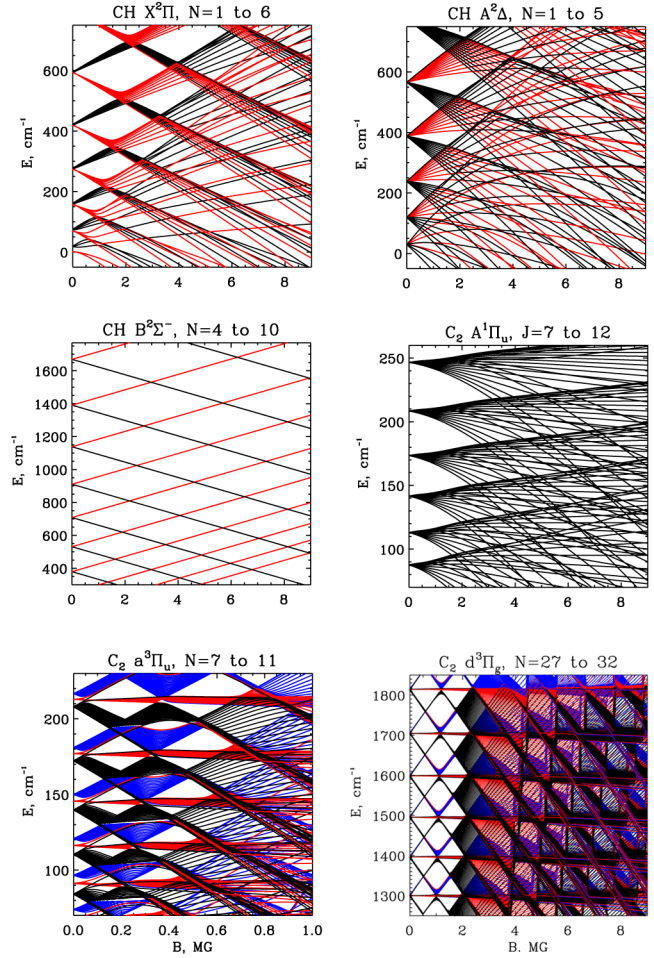 CH X²Π, N=1 to 6
E, cm⁻¹
600
400
200
0
0 2 4 6 8
CH A²Δ, N=1 to 5
E, cm⁻¹
600
400
200
0
0 2 4 6 8
CH B²Σ⁻, N=4 to 10
E, cm⁻¹
1600
1400
1200
1000
800
600
400
0 2 4 6 8
C₂ A¹Πᵤ, J=7 to 12
E, cm⁻¹
250
200
150
100
0 2 4 6 8
C₂ a³Πᵤ, N=7 to 11
E, cm⁻¹
200
150
100
0.0 0.2 0.4 0.6 0.8 1.0
B, MG
C₂ d³Π_g, N=27 to 32
E, cm⁻¹
1800
1700
1600
1500
1400
1300
0 2 4 6 8
B. MG